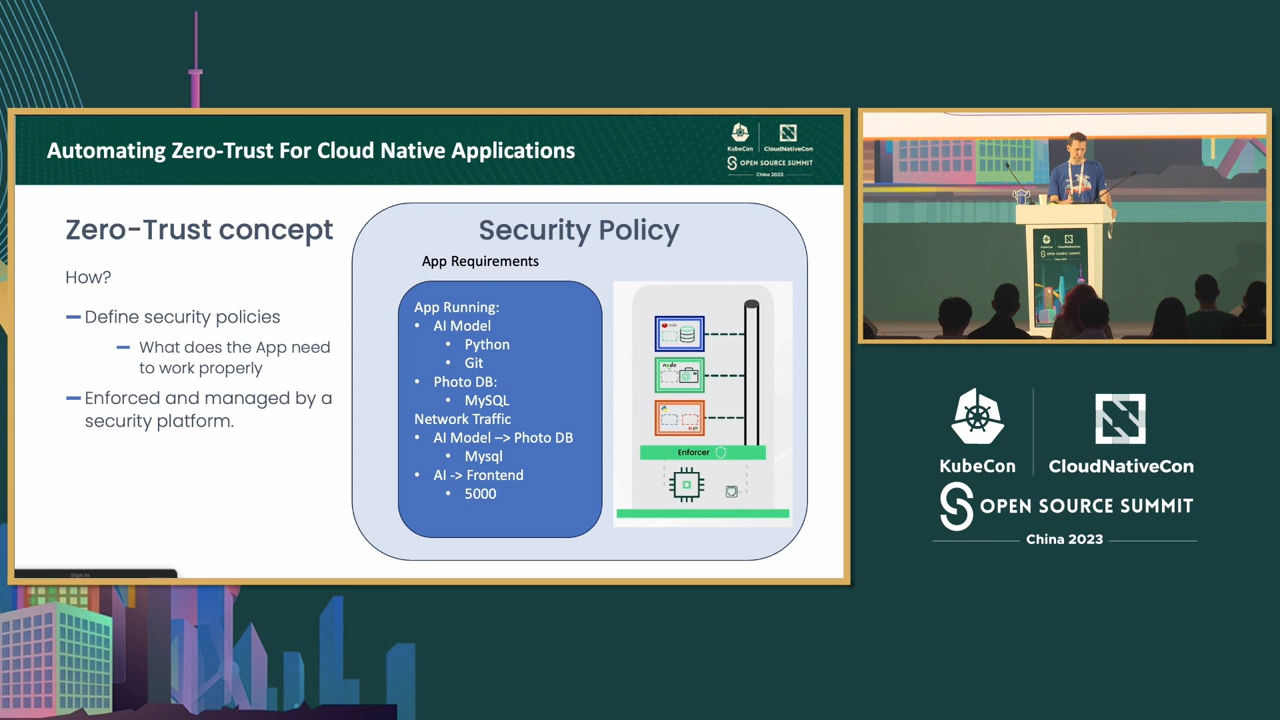 Automating Zero-Trust For Cloud Native Applications
KubeCon
CloudNativeCon
OPEN SOURCE SUMMIT
China 2023
Zero-Trust concept
How?
Define security policies
What does the App need
to work properly
Enforced and managed by a
security platform.
Security Policy
App Requirements
App Running:
• AI Model
• Python
• Git
• Photo DB:
• MySQL
Network Traffic
• AI Model –> Photo DB
• Mysql
• AI -> Frontend
• 5000
node
Enforcer
Sign In
KubeCon
CloudNativeCon
OPEN SOURCE SUMMIT
China 2023